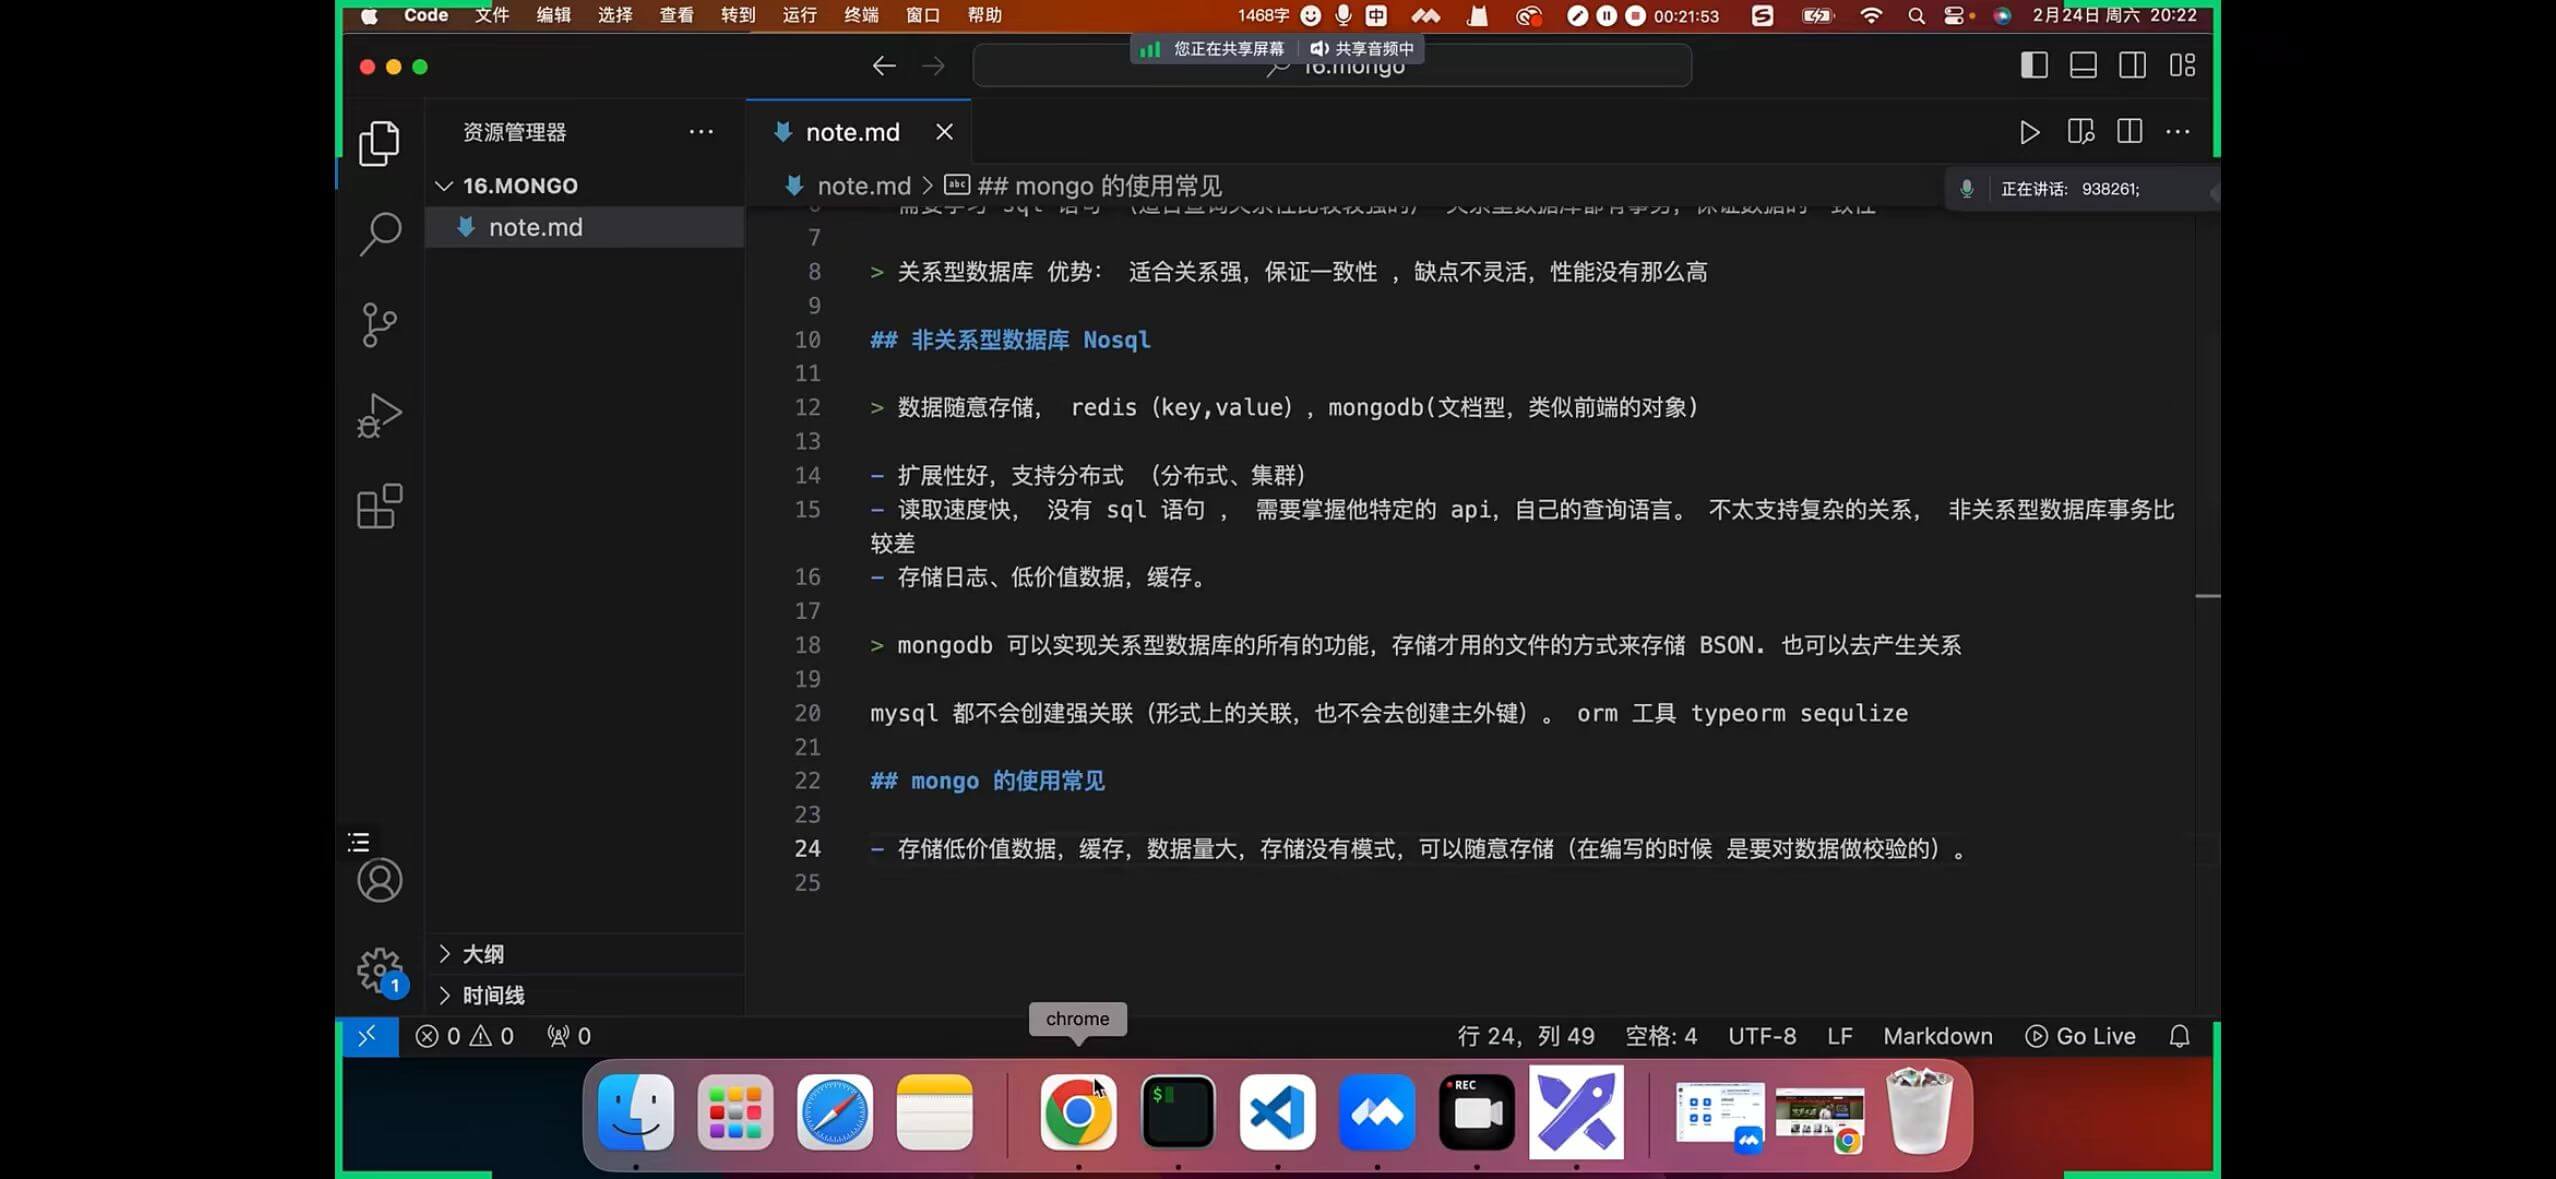 Code 文件 编辑 选择 查看 转到 运行 终端 窗口 帮助 1468字 中 00:21:53 2月24日 周六 20:22
您正在共享屏幕 共享音频中
16.mongo
资源管理器
note.md
正在讲话: 938261;
16.MONGO
note.md > ## mongo 的使用常见
note.md
7
8 > 关系型数据库 优势： 适合关系强，保证一致性 ，缺点不灵活，性能没有那么高
9
10 ## 非关系型数据库 Nosql
11
12 > 数据随意存储， redis（key,value）, mongodb(文档型，类似前端的对象）
13
14 - 扩展性好，支持分布式 （分布式、集群）
15 - 读取速度快， 没有 sql 语句 ， 需要掌握他特定的 api，自己的查询语言。 不太支持复杂的关系， 非关系型数据库事务比
较差
16 - 存储日志、低价值数据，缓存。
17
18 > mongodb 可以实现关系型数据库的所有的功能，存储才用的文件的方式来存储 BSON. 也可以去产生关系
19
20 mysql 都不会创建强关联（形式上的关联，也不会去创建主外键）。 orm 工具 typeorm sequlize
21
22 ## mongo 的使用常见
23
24 - 存储低价值数据，缓存，数据量大，存储没有模式，可以随意存储（在编写的时候 是要对数据做校验的）。
25
大纲
时间线
1
chrome
0 0 0 行 24，列 49 空格: 4 UTF-8 LF Markdown Go Live
REC
$